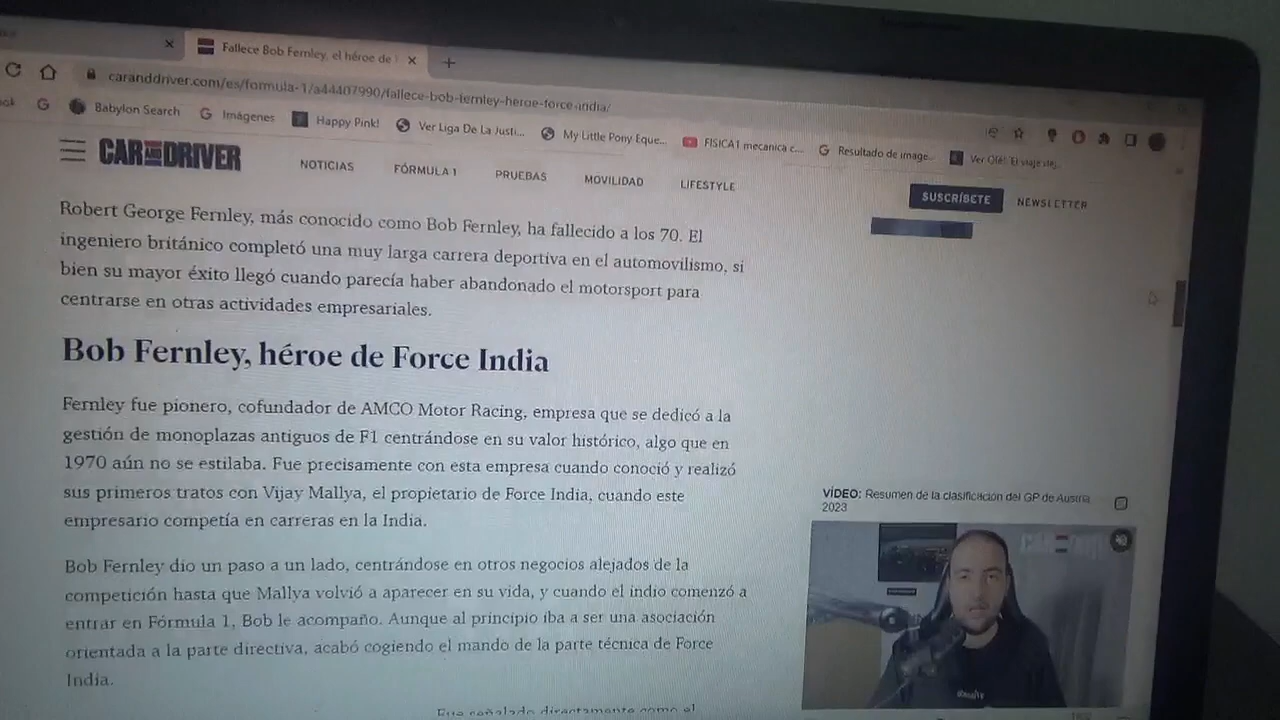 Fallece Bob Fernley, el héroe de
caranddriver.com/es/formula-1/a44407990/fallece-bob-fernley-heroe-force-india/
Babylon Search
Imágenes
Happy Pink!
Ver Liga De La Justi...
My Little Pony Eque...
FISICA1 mecanica c...
Resultado de image...
CAR AND DRIVER
NOTICIAS
FÓRMULA 1
PRUEBAS
MOVILIDAD
LIFESTYLE
SUSCRÍBETE
NEWSLETTER
Robert George Fernley, más conocido como Bob Fernley, ha fallecido a los 70. El
ingeniero británico completó una muy larga carrera deportiva en el automovilismo, si
bien su mayor éxito llegó cuando parecía haber abandonado el motorsport para
centrarse en otras actividades empresariales.
Bob Fernley, héroe de Force India
Fernley fue pionero, cofundador de AMCO Motor Racing, empresa que se dedicó a la
gestión de monoplazas antiguos de F1 centrándose en su valor histórico, algo que en
1970 aún no se estilaba. Fue precisamente con esta empresa cuando conoció y realizó
sus primeros tratos con Vijay Mallya, el propietario de Force India, cuando este
empresario competía en carreras en la India.
Bob Fernley dio un paso a un lado, centrándose en otros negocios alejados de la
competición hasta que Mallya volvió a aparecer en su vida, y cuando el indio comenzó a
entrar en Fórmula 1, Bob le acompaño. Aunque al principio iba a ser una asociación
orientada a la parte directiva, acabó cogiendo el mando de la parte técnica de Force
India.
VÍDEO: Resumen de la clasificación del GP de Austria
2023
Fue señalado directamente como el